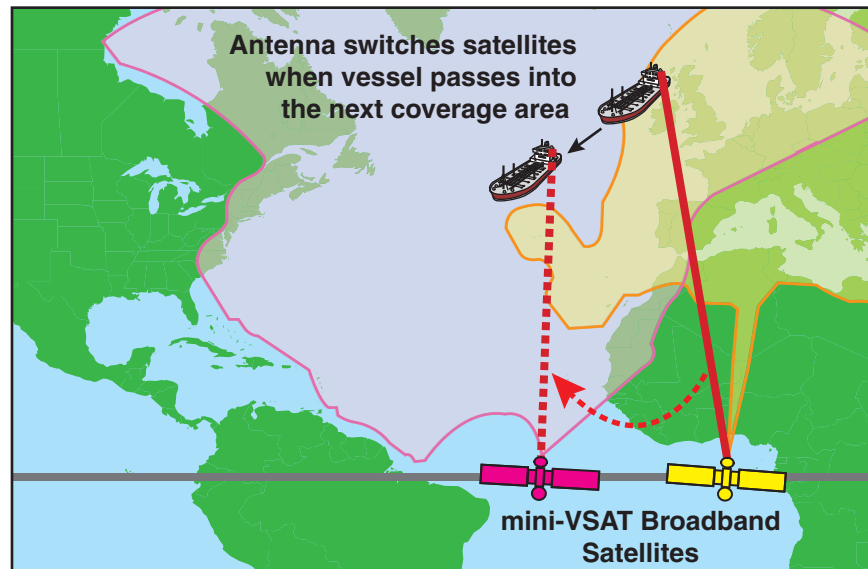 Antenna switches satellites
when vessel passes into
the next coverage area
mini-VSAT Broadband
Satellites